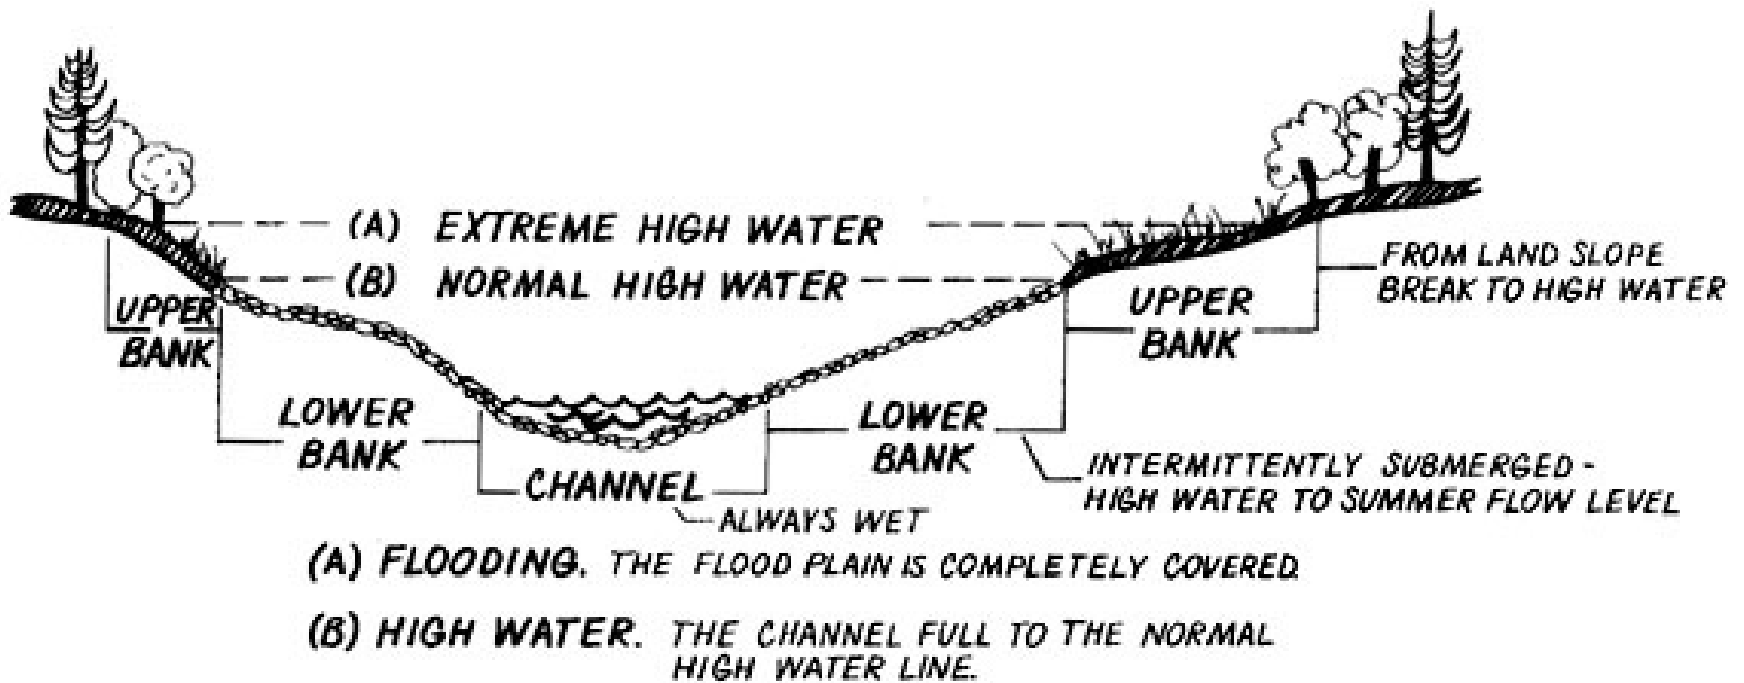 (A) EXTREME HIGH WATER
(B) NORMAL HIGH WATER
FROM LAND SLOPE
BREAK TO HIGH WATER
UPPER
BANK
UPPER
BANK
LOWER
BANK
LOWER
BANK
CHANNEL
ALWAYS WET
INTERMITTENTLY SUBMERGED -
HIGH WATER TO SUMMER FLOW LEVEL
(A) FLOODING. THE FLOOD PLAIN IS COMPLETELY COVERED.
(B) HIGH WATER. THE CHANNEL FULL TO THE NORMAL
HIGH WATER LINE.